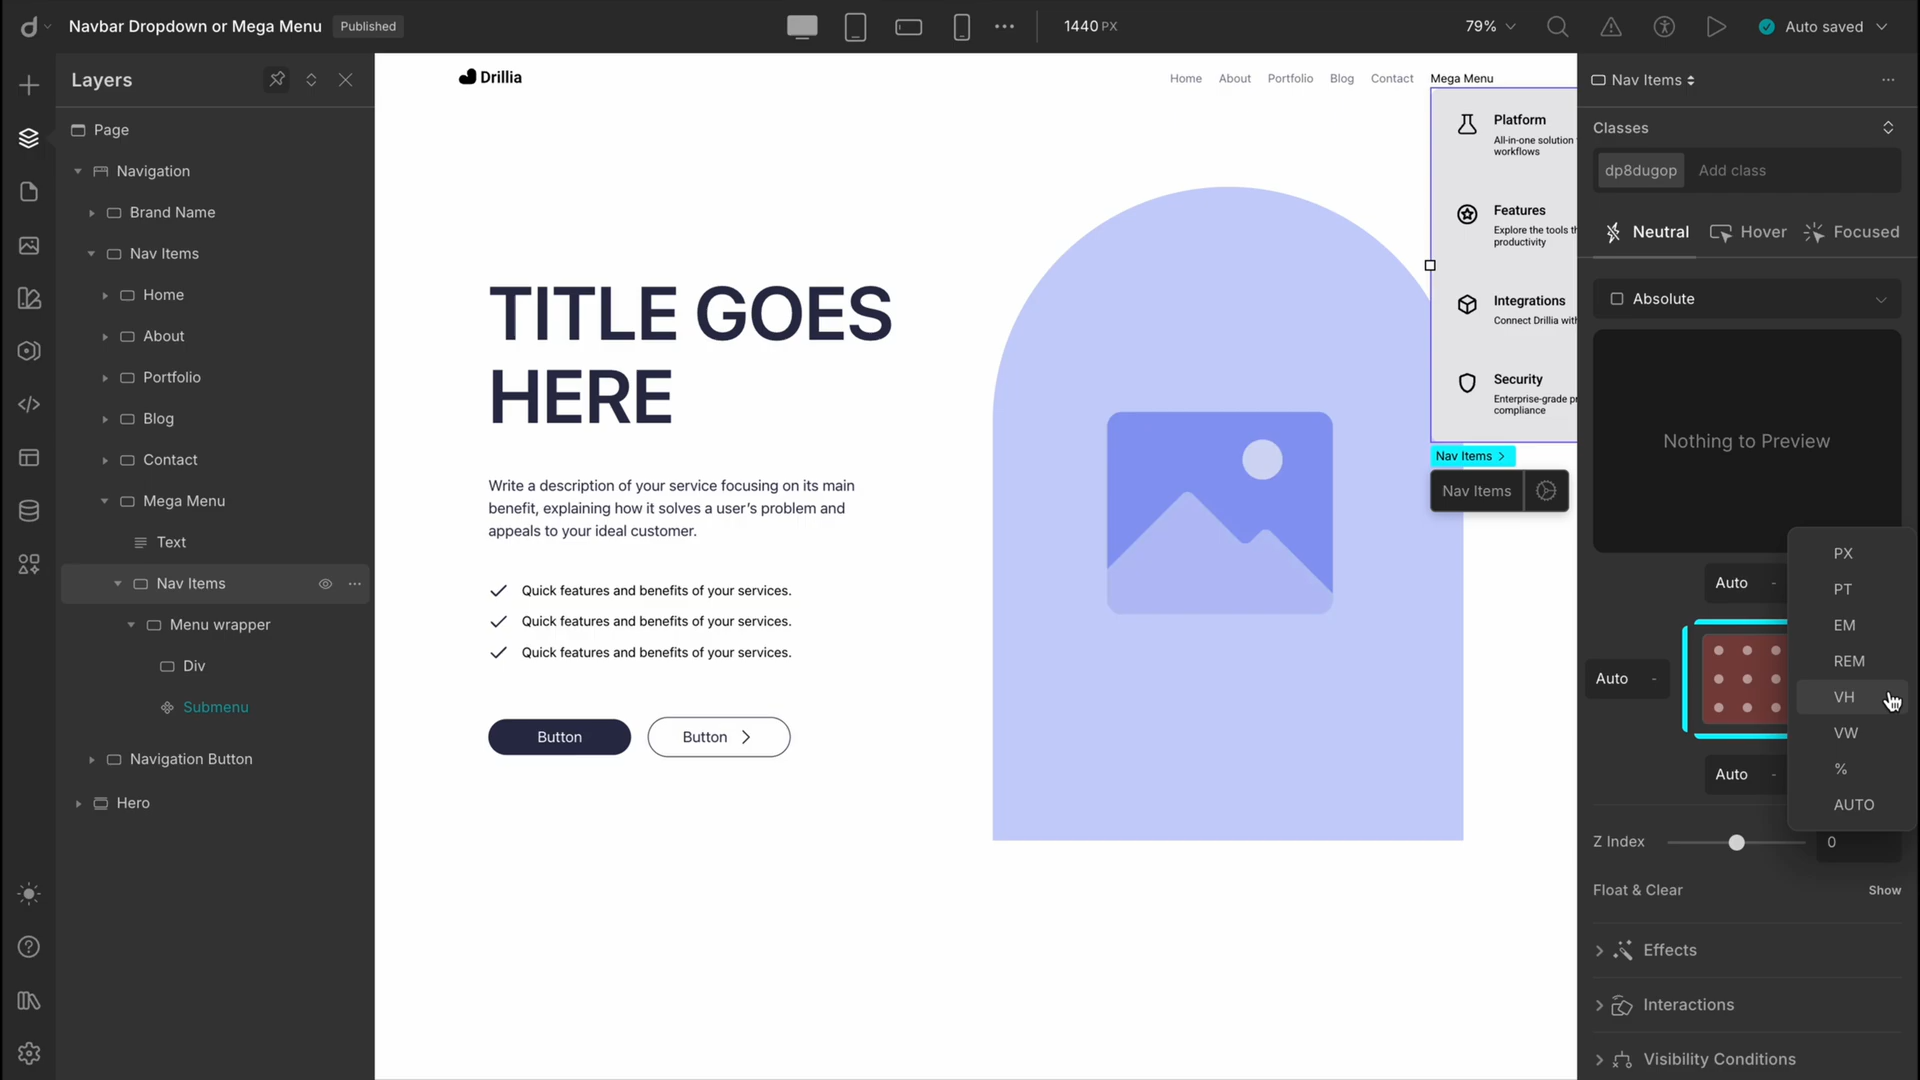 Navbar Dropdown or Mega Menu
Published
1440 PX
79%
Auto saved
Layers
Page
Navigation
Brand Name
Nav Items
Home
About
Portfolio
Blog
Contact
Mega Menu
Text
Nav Items
Menu wrapper
Div
Submenu
Navigation Button
Hero
Drillia
Home
About
Portfolio
Blog
Contact
Mega Menu
TITLE GOES
HERE
Write a description of your service focusing on its main
benefit, explaining how it solves a user's problem and
appeals to your ideal customer.
Quick features and benefits of your services.
Quick features and benefits of your services.
Quick features and benefits of your services.
Button
Button
Platform
All-in-one solution
workflows
Features
Explore the tools th
productivity
Integrations
Connect Drillia with
Security
Enterprise-grade pr
compliance
Nav Items
Nav Items
Nav Items
Classes
dp8dugop
Add class
Neutral
Hover
Focused
Absolute
Nothing to Preview
Auto -
Auto -
Auto -
PX
PT
EM
REM
VH
VW
%
AUTO
Z Index
0
Float & Clear
Show
Effects
Interactions
Visibility Conditions